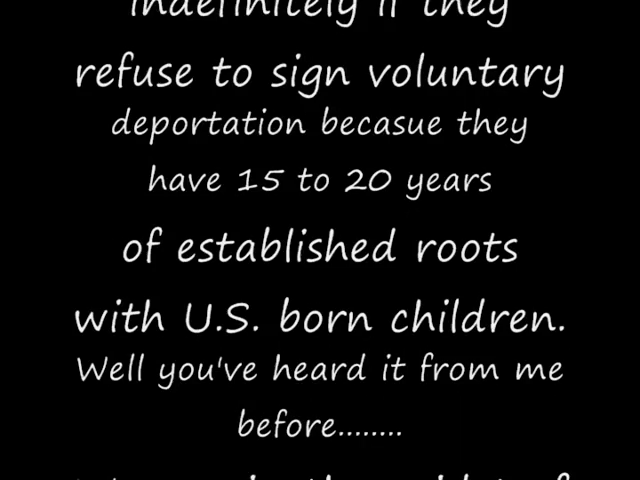 indefinitely if they
refuse to sign voluntary
deportation becasue they
have 15 to 20 years
of established roots
with U.S. born children.
Well you've heard it from me
before........